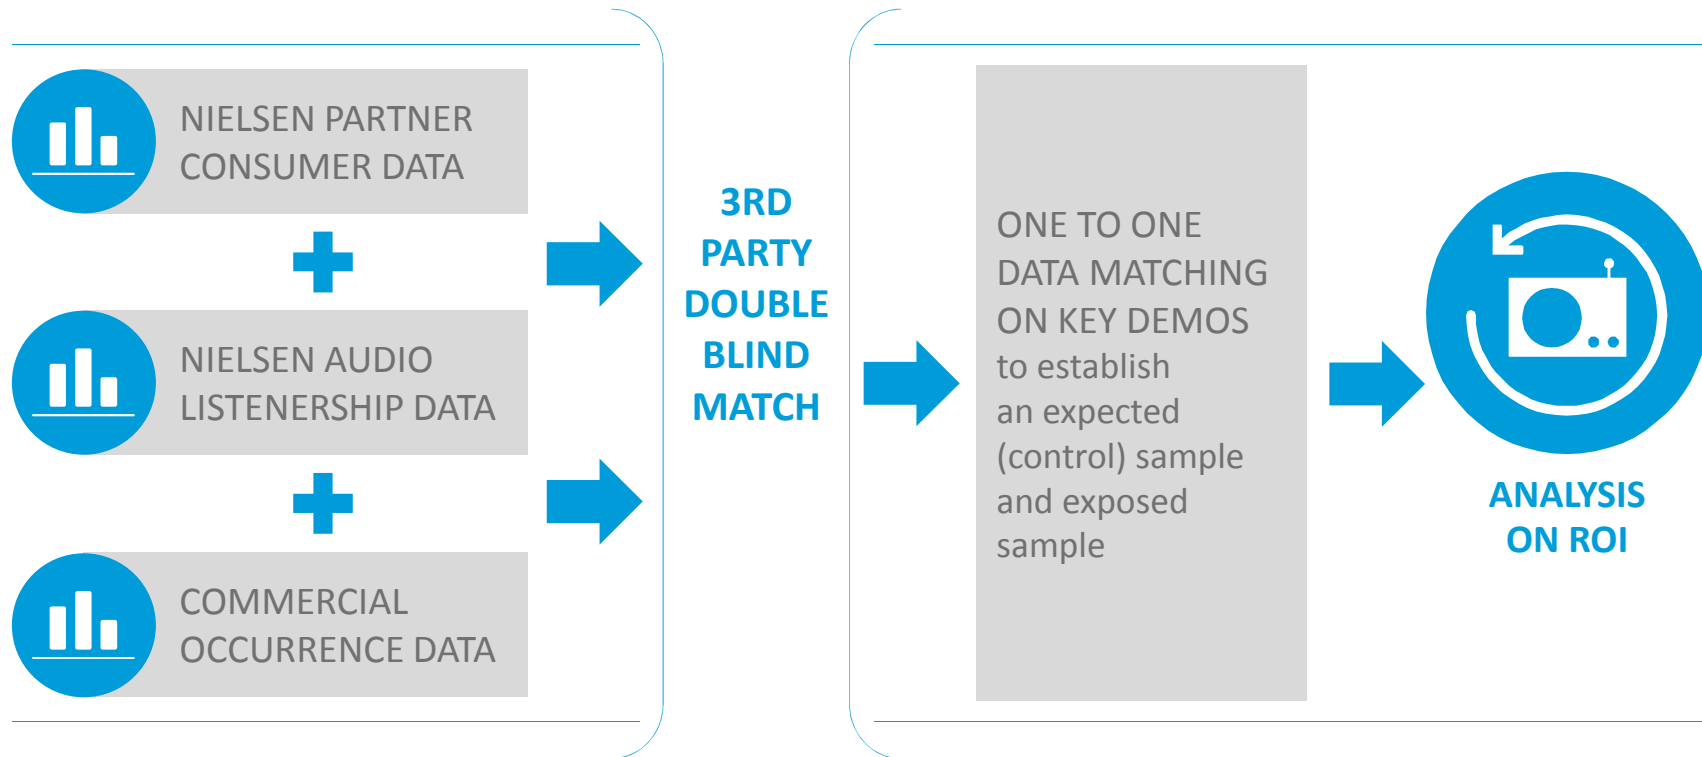 NIELSEN PARTNER
CONSUMER DATA
NIELSEN AUDIO
LISTENERSHIP DATA
COMMERCIAL
OCCURRENCE DATA
3RD
PARTY
DOUBLE
BLIND
MATCH
ONE TO ONE
DATA MATCHING
ON KEY DEMOS
to establish
an expected
(control) sample
and exposed
sample
ANALYSIS
ON ROI